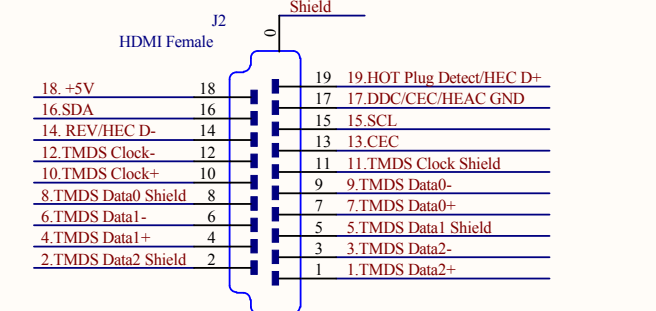 Shield
J2
0
HDMI Female
19 19.HOT Plug Detect/HEC D+
18. +5V 18
17 17.DDC/CEC/HEAC GND
16.SDA 16
15 15.SCL
14. REV/HEC D- 14
13 13.CEC
12.TMDS Clock- 12
11 11.TMDS Clock Shield
10.TMDS Clock+ 10
9 9.TMDS Data0-
8.TMDS Data0 Shield 8
7 7.TMDS Data0+
6.TMDS Data1- 6
5 5.TMDS Data1 Shield
4.TMDS Data1+ 4
3 3.TMDS Data2-
2.TMDS Data2 Shield 2
1 1.TMDS Data2+